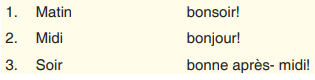 1. Matin bonsoir!
2. Midi bonjour!
3. Soir bonne après- midi!